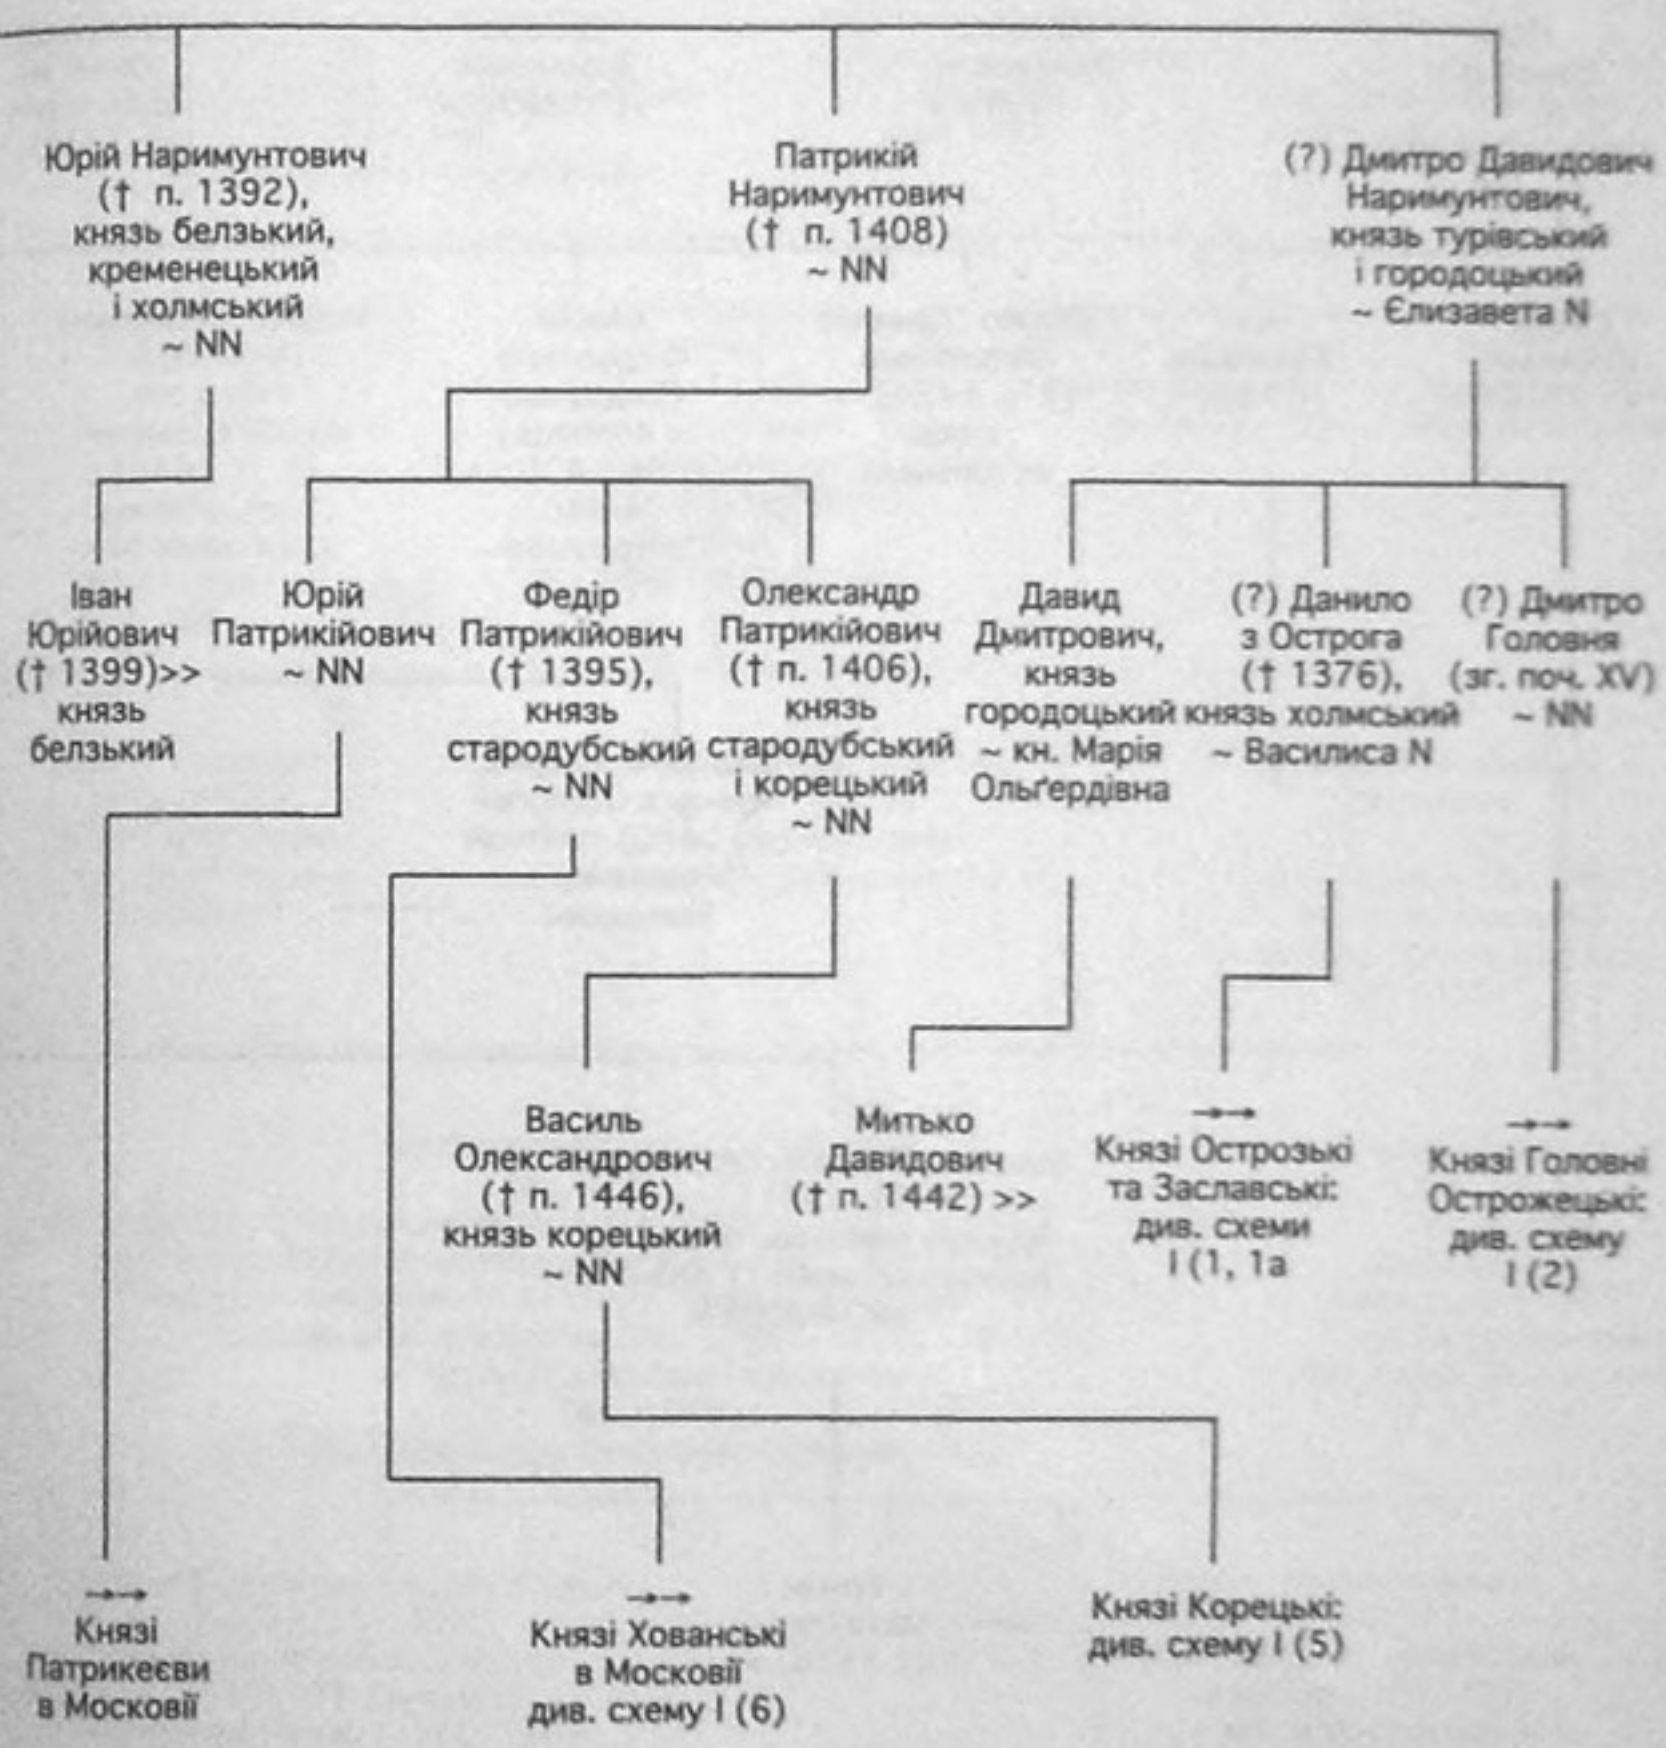 Юрій Наримунтович
(† п. 1392),
князь белзький,
кременецький
і холмський
~ NN
Патрикій
Наримунтович
(† п. 1408)
~ NN
(?) Дмитро Давидович
Наримунтович,
князь турівський
і городоцький
~ Єлизавета N
Іван
Юрійович
(† 1399)>>
князь
белзький
Юрій
Патрикійович
~ NN
Федір
Патрикійович
(† 1395),
князь
стародубський
~ NN
Олександр
Патрикійович
(† п. 1406),
князь
стародубський
і корецький
~ NN
Давид
Дмитрович,
князь
городоцький
~ кн. Марія
Ольґердівна
(?) Данило
з Острога
(† 1376),
князь холмський
~ Василиса N
(?) Дмитро
Головня
(зг. поч. XV)
~ NN
Василь
Олександрович
(† п. 1446),
князь корецький
~ NN
Митько
Давидович
(† п. 1442) >>
→→
Князі Острозькі
та Заславські:
див. схеми
І (1, 1а
→→
Князі Головні
Острожецькі:
див. схему
І (2)
→→
Князі
Патрикеєви
в Московії
→→
Князі Хованські
в Московії
див. схему І (6)
Князі Корецькі:
див. схему І (5)